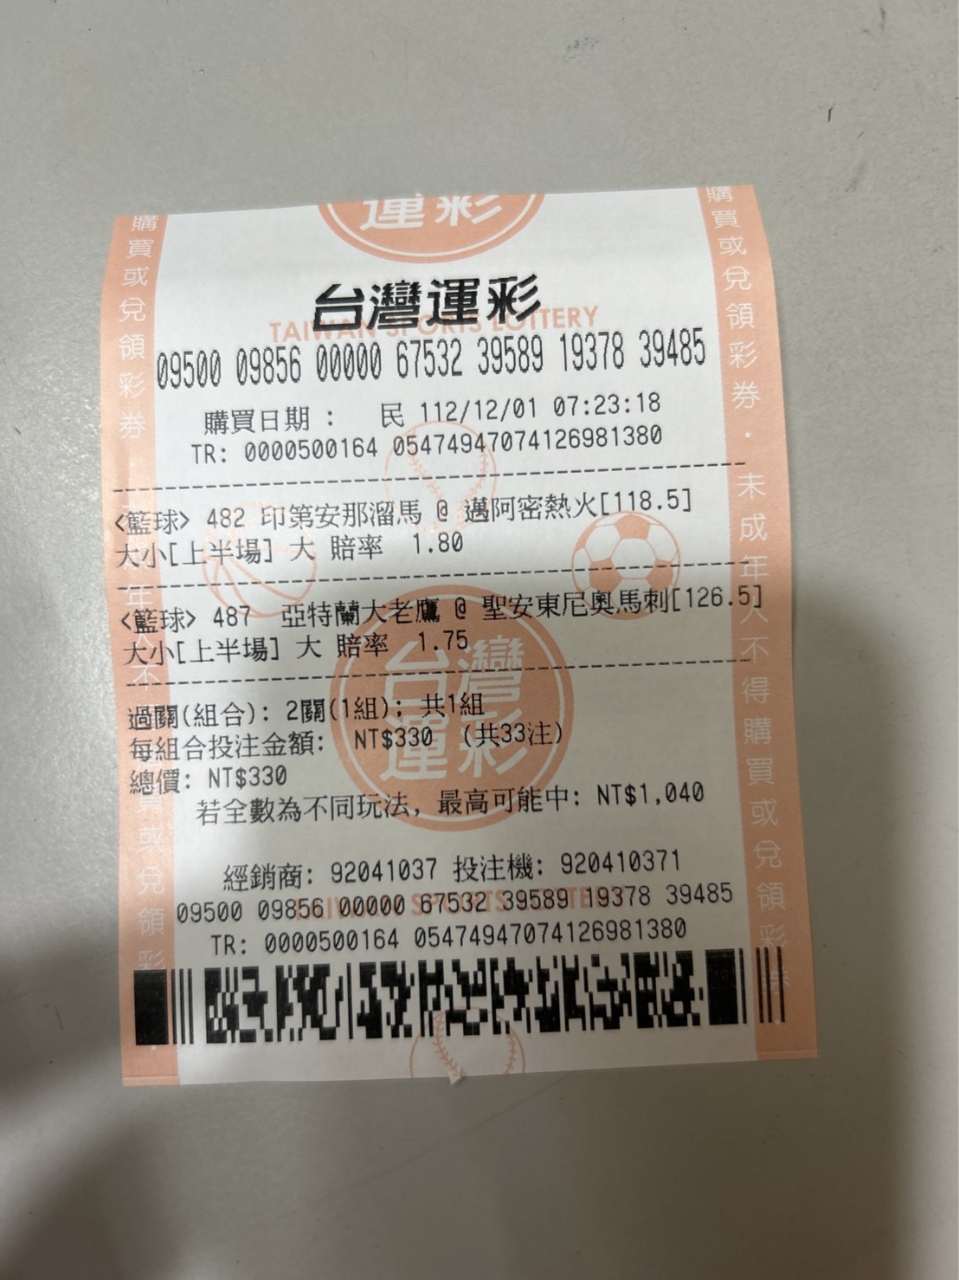 運彩
台灣運彩
TAIWAN SPORTS LOTTERY
09500 09856 00000 67532 39589 19378 39485
購買日期： 民 112/12/01 07:23:18
TR: 0000500164 054749470741269​81380
<籃球> 482 印第安那溜馬 @ 邁阿密熱火[118.5]
大小[上半場] 大 賠率 1.80
<籃球> 487 亞特蘭大老鷹 @ 聖安東尼奧馬刺[126.5]
大小[上半場] 大 賠率 1.75
台灣運彩
過關(組合): 2關(1組); 共1組
每組合投注金額: NT$330 (共33注)
總價: NT$330
若全數為不同玩法, 最高可能中: NT$1,040
經銷商: 92041037 投注機: 920410371
09500 09856 00000 67532 39589 19378 39485
TR: 0000500164 05474947074126981380
購買或兌領彩券．
購買或兌領彩券．未成年人不得購買或兌領彩券